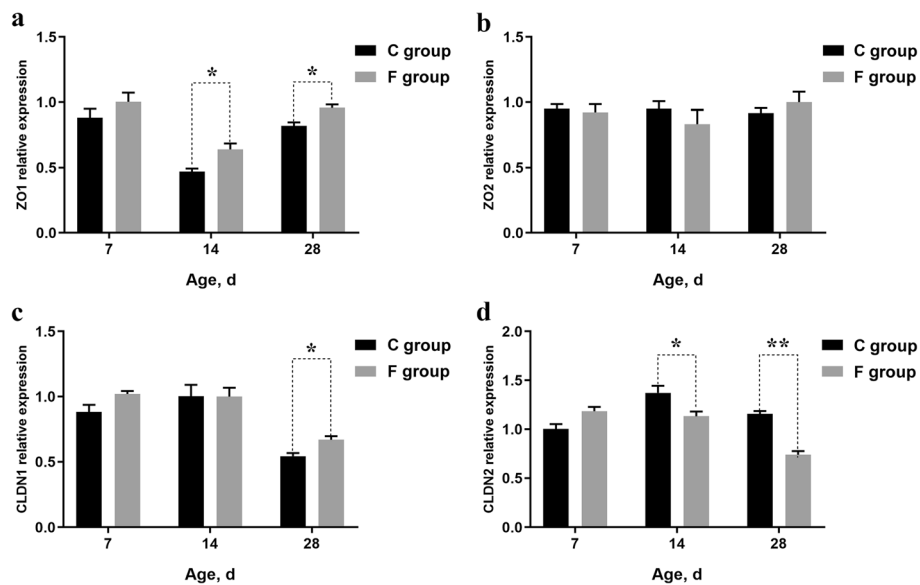 a
ZO1 relative expression
1.5
1.0
0.5
0.0
*
*
C group
F group
7 14 28
Age, d
b
ZO2 relative expression
1.5
1.0
0.5
0.0
C group
F group
7 14 28
Age, d
c
CLDN1 relative expression
1.5
1.0
0.5
0.0
*
C group
F group
7 14 28
Age, d
d
CLDN2 relative expression
2.0
1.5
1.0
0.5
0.0
*
**
C group
F group
7 14 28
Age, d